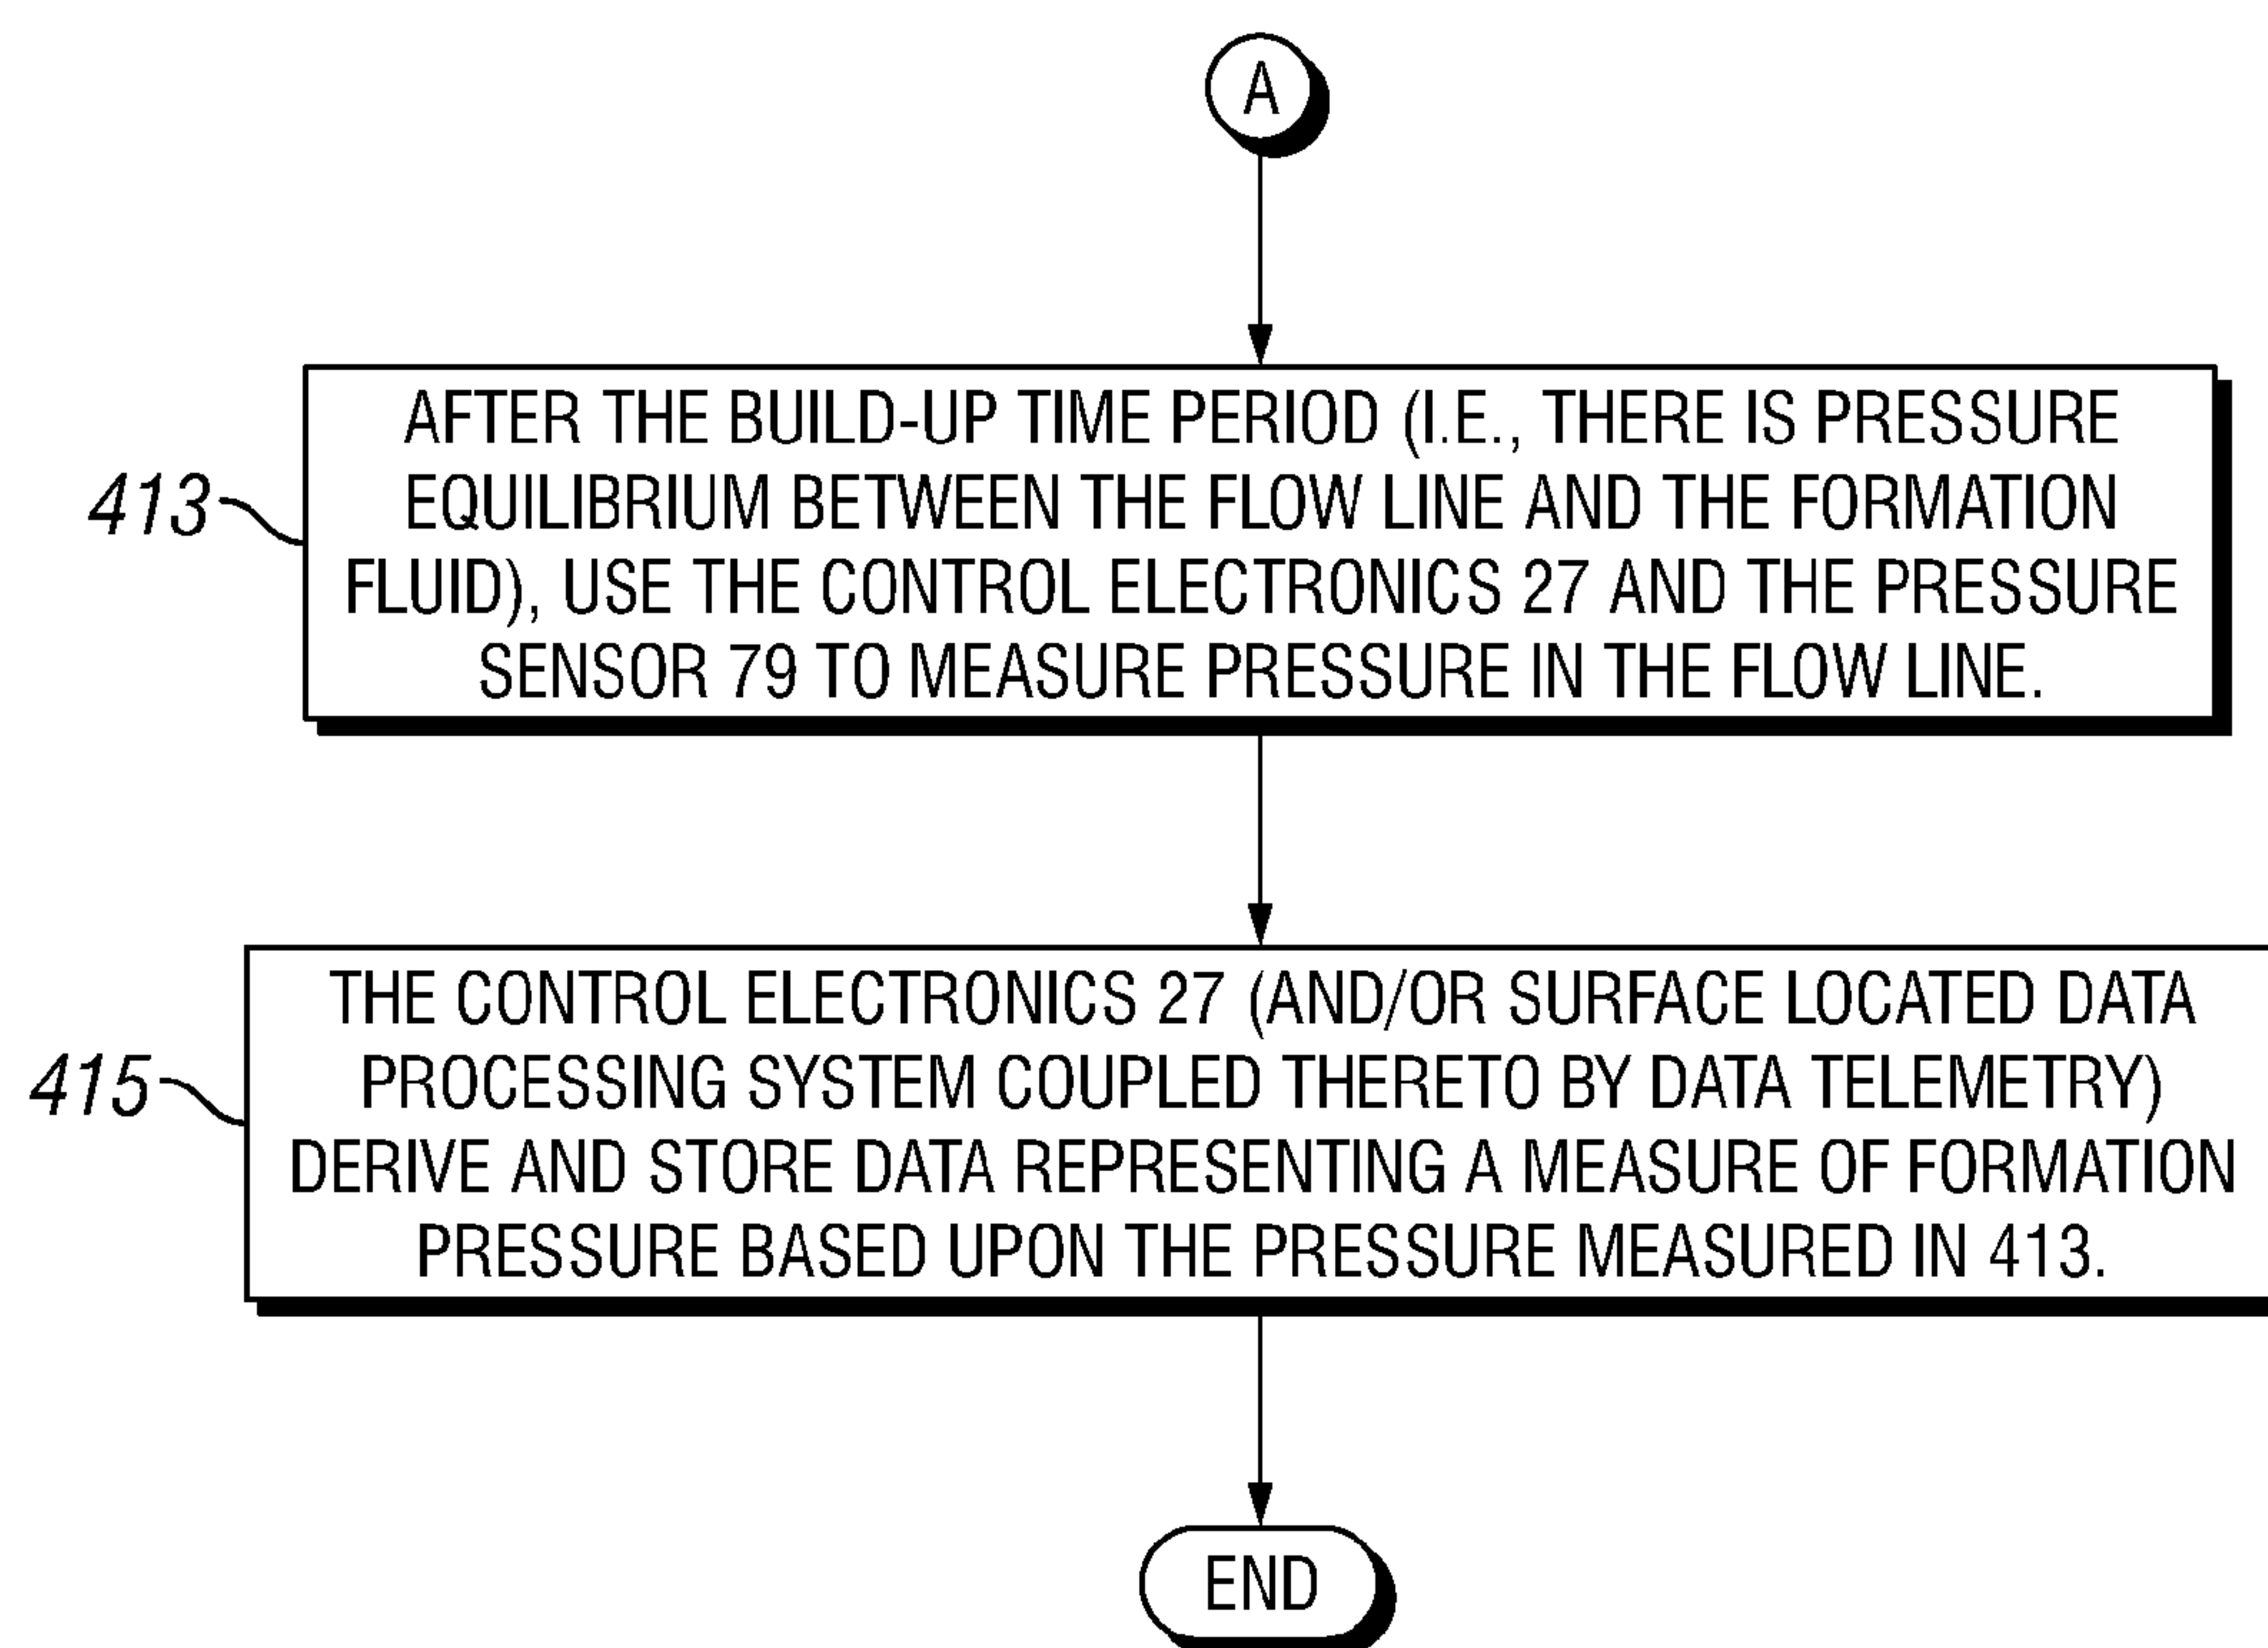 A
AFTER THE BUILD-UP TIME PERIOD (I.E., THERE IS PRESSURE
EQUILIBRIUM BETWEEN THE FLOW LINE AND THE FORMATION
FLUID), USE THE CONTROL ELECTRONICS 27 AND THE PRESSURE
SENSOR 79 TO MEASURE PRESSURE IN THE FLOW LINE.
413
THE CONTROL ELECTRONICS 27 (AND/OR SURFACE LOCATED DATA
PROCESSING SYSTEM COUPLED THERETO BY DATA TELEMETRY)
DERIVE AND STORE DATA REPRESENTING A MEASURE OF FORMATION
PRESSURE BASED UPON THE PRESSURE MEASURED IN 413.
415
END